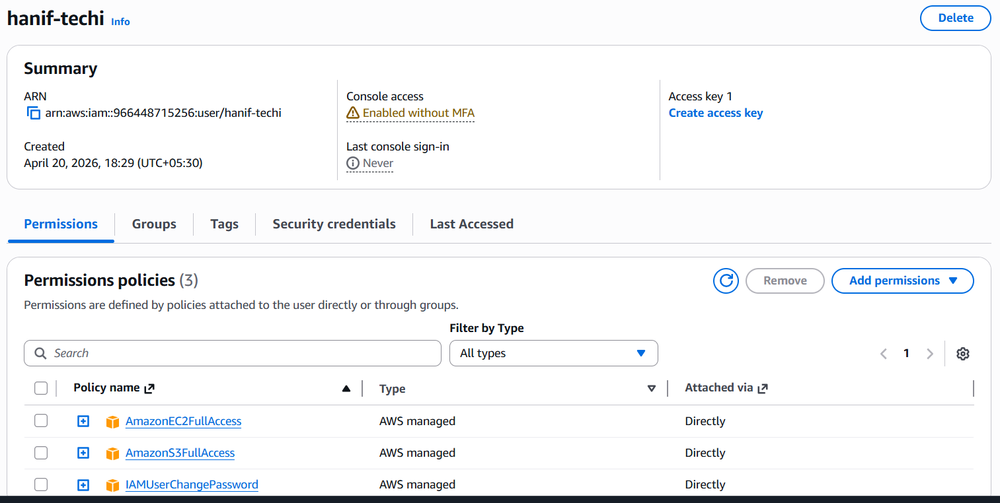 hanif-techi Info
Delete
Summary
ARN
arn:aws:iam::966448715256:user/hanif-techi
Created
April 20, 2026, 18:29 (UTC+05:30)
Console access
Enabled without MFA
Last console sign-in
Never
Access key 1
Create access key
Permissions
Groups
Tags
Security credentials
Last Accessed
Permissions policies (3)
Remove
Add permissions
Permissions are defined by policies attached to the user directly or through groups.
Filter by Type
Search
All types
1
Policy name
Type
Attached via
AmazonEC2FullAccess
AWS managed
Directly
AmazonS3FullAccess
AWS managed
Directly
IAMUserChangePassword
AWS managed
Directly